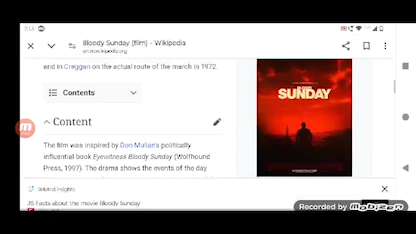 Bloody Sunday (film) - Wikipedia
en.m.wikipedia.org
and in Creggan on the actual route of the march in 1972.
Contents
Content
The film was inspired by Don Mullan's politically
influential book Eyewitness Bloody Sunday (Wolfhound
Press, 1997). The drama shows the events of the day
SUNDAY
Related Insights
35 Facts about the movie Bloody Sunday
Recorded by Mobizen